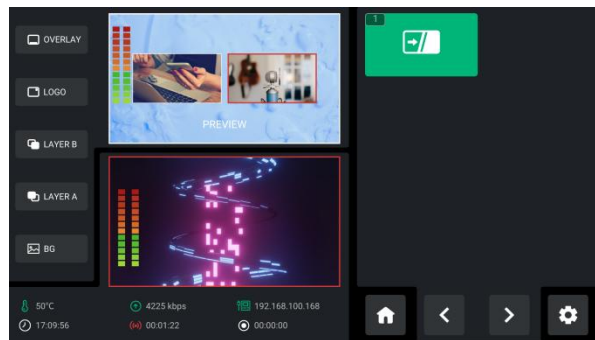 OVERLAY
LOGO
LAYER B
LAYER A
BG
PREVIEW
1
50°C
4225 kbps
192.168.100.168
17:09:56
00:01:22
00:00:00